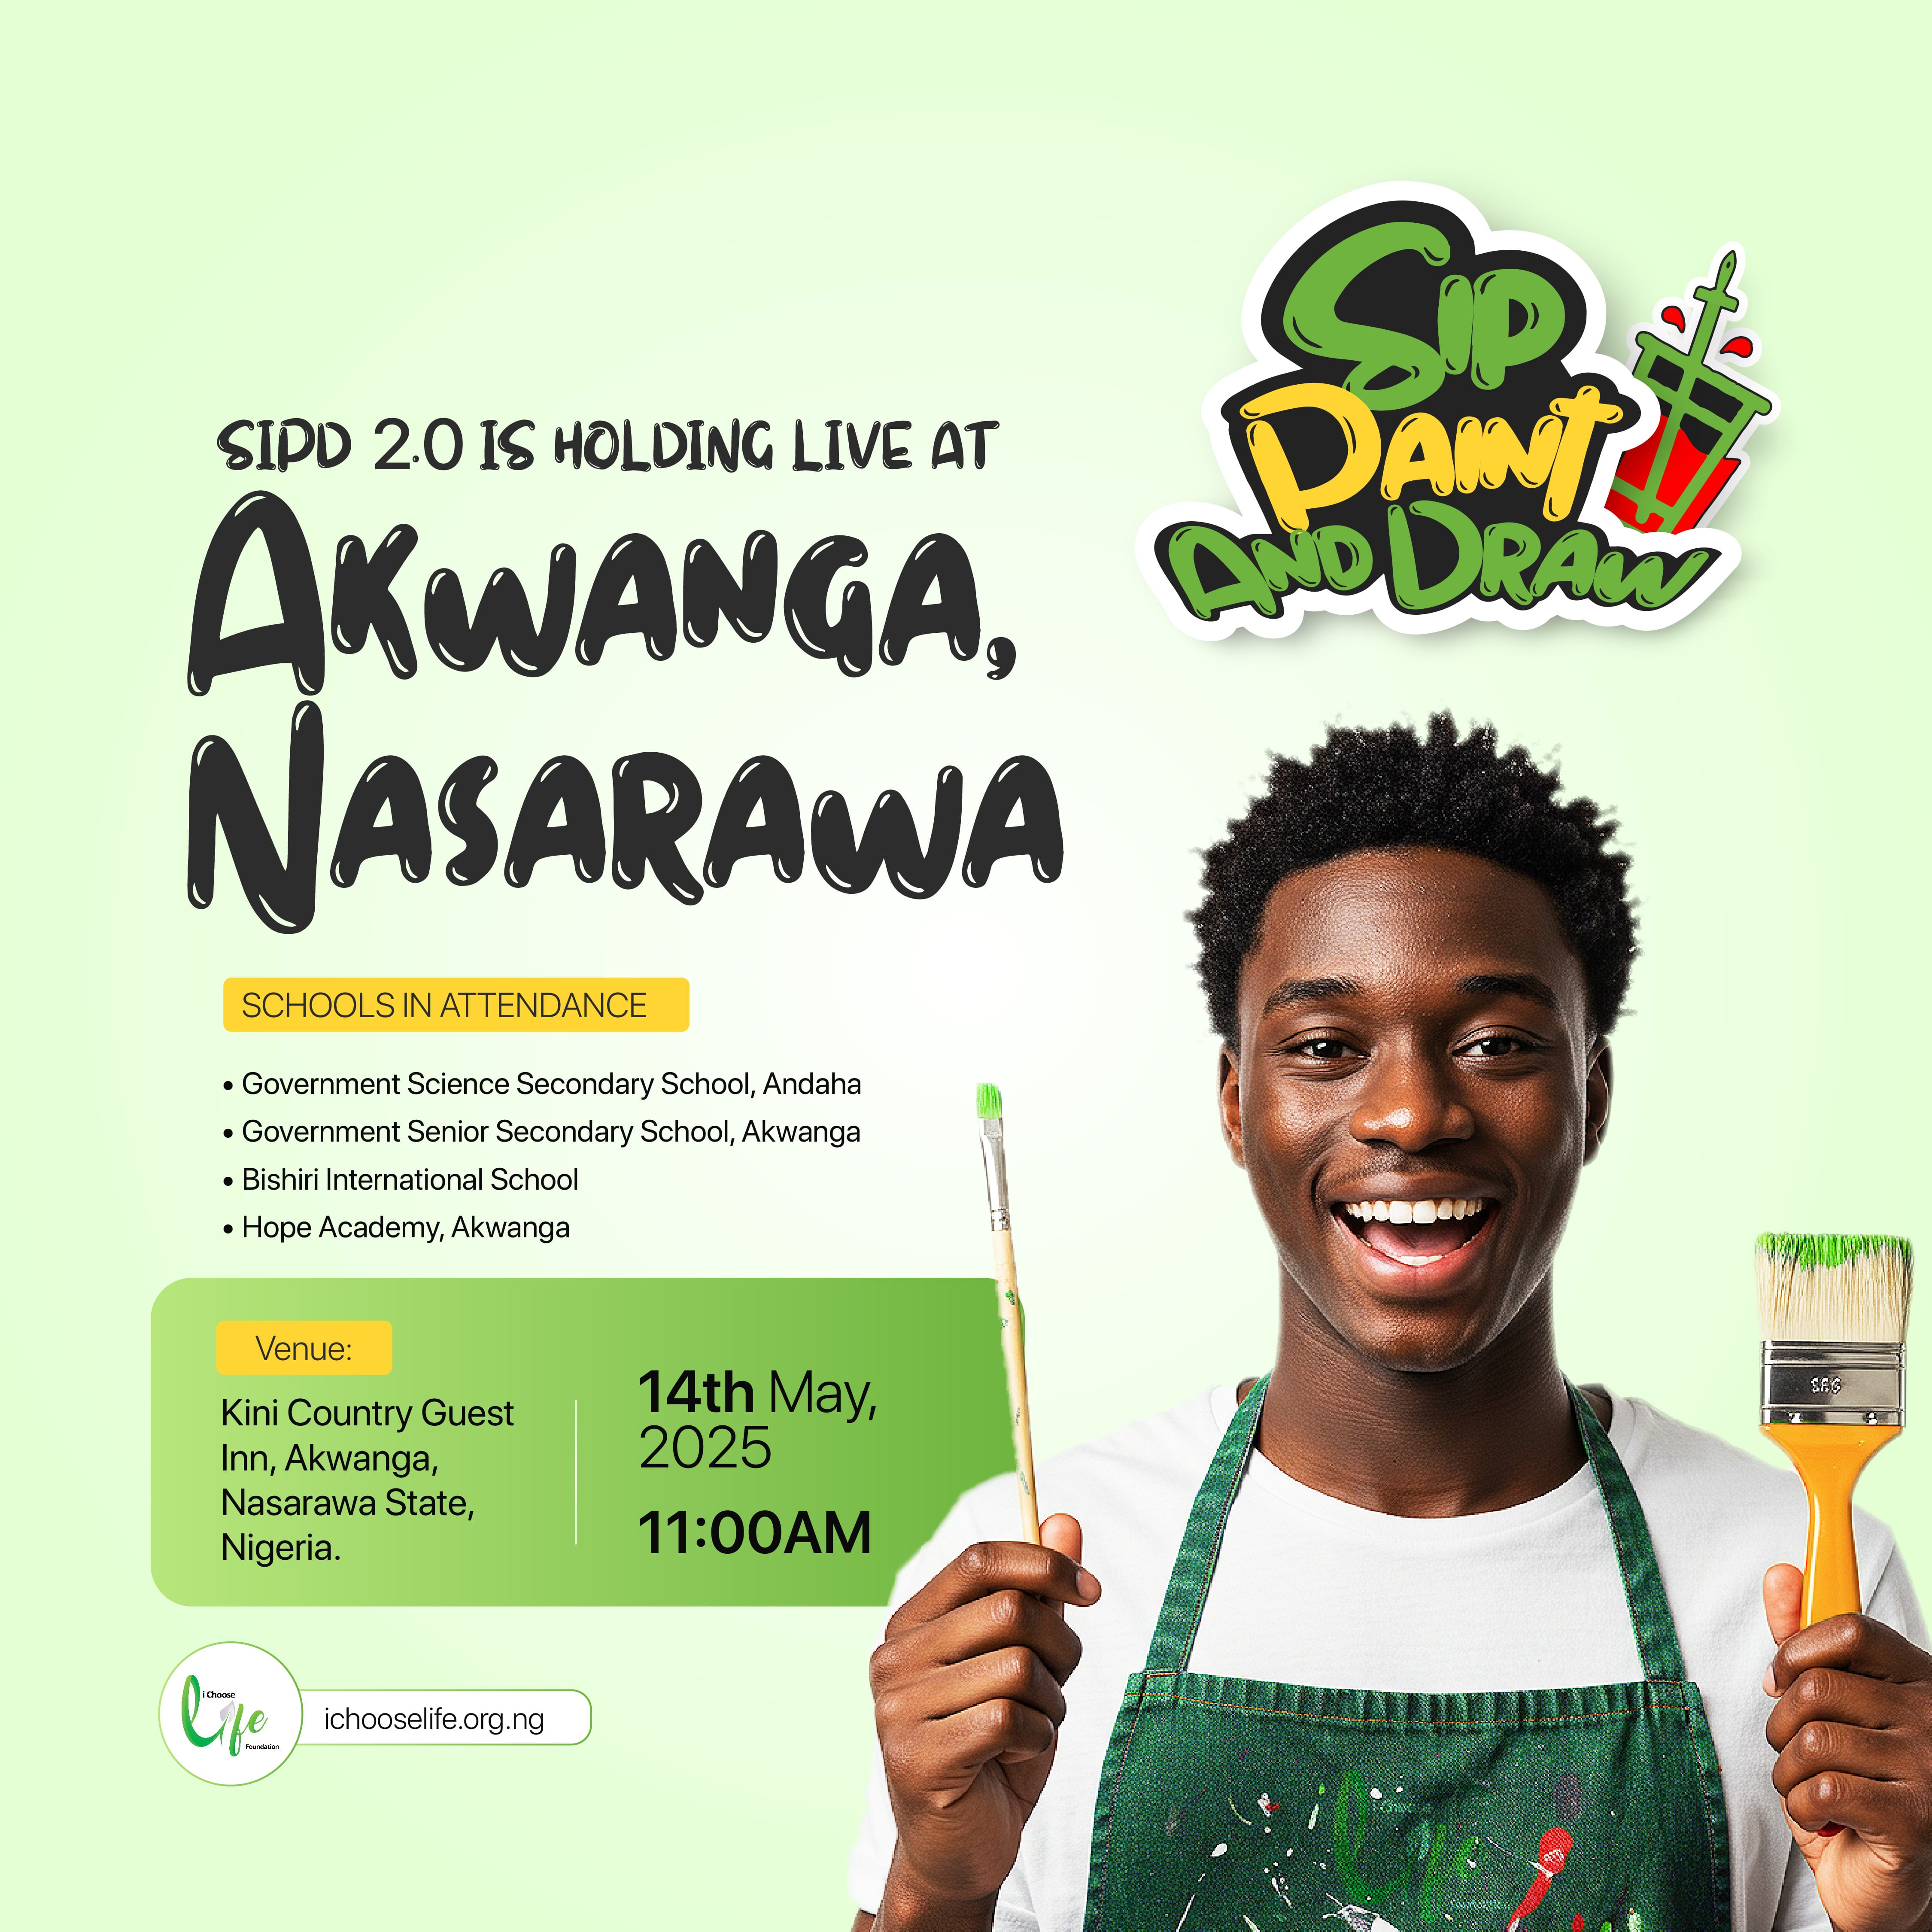 Sip
Paint
And Draw
SIPD 2.0 IS HOLDING LIVE AT
AKWANGA,
NASARAWA
SCHOOLS IN ATTENDANCE
• Government Science Secondary School, Andaha
• Government Senior Secondary School, Akwanga
• Bishiri International School
• Hope Academy, Akwanga
Venue:
Kini Country Guest
Inn, Akwanga,
Nasarawa State,
Nigeria.
14th May,
2025
11:00AM
i Choose
Life
Foundation
ichooselife.org.ng